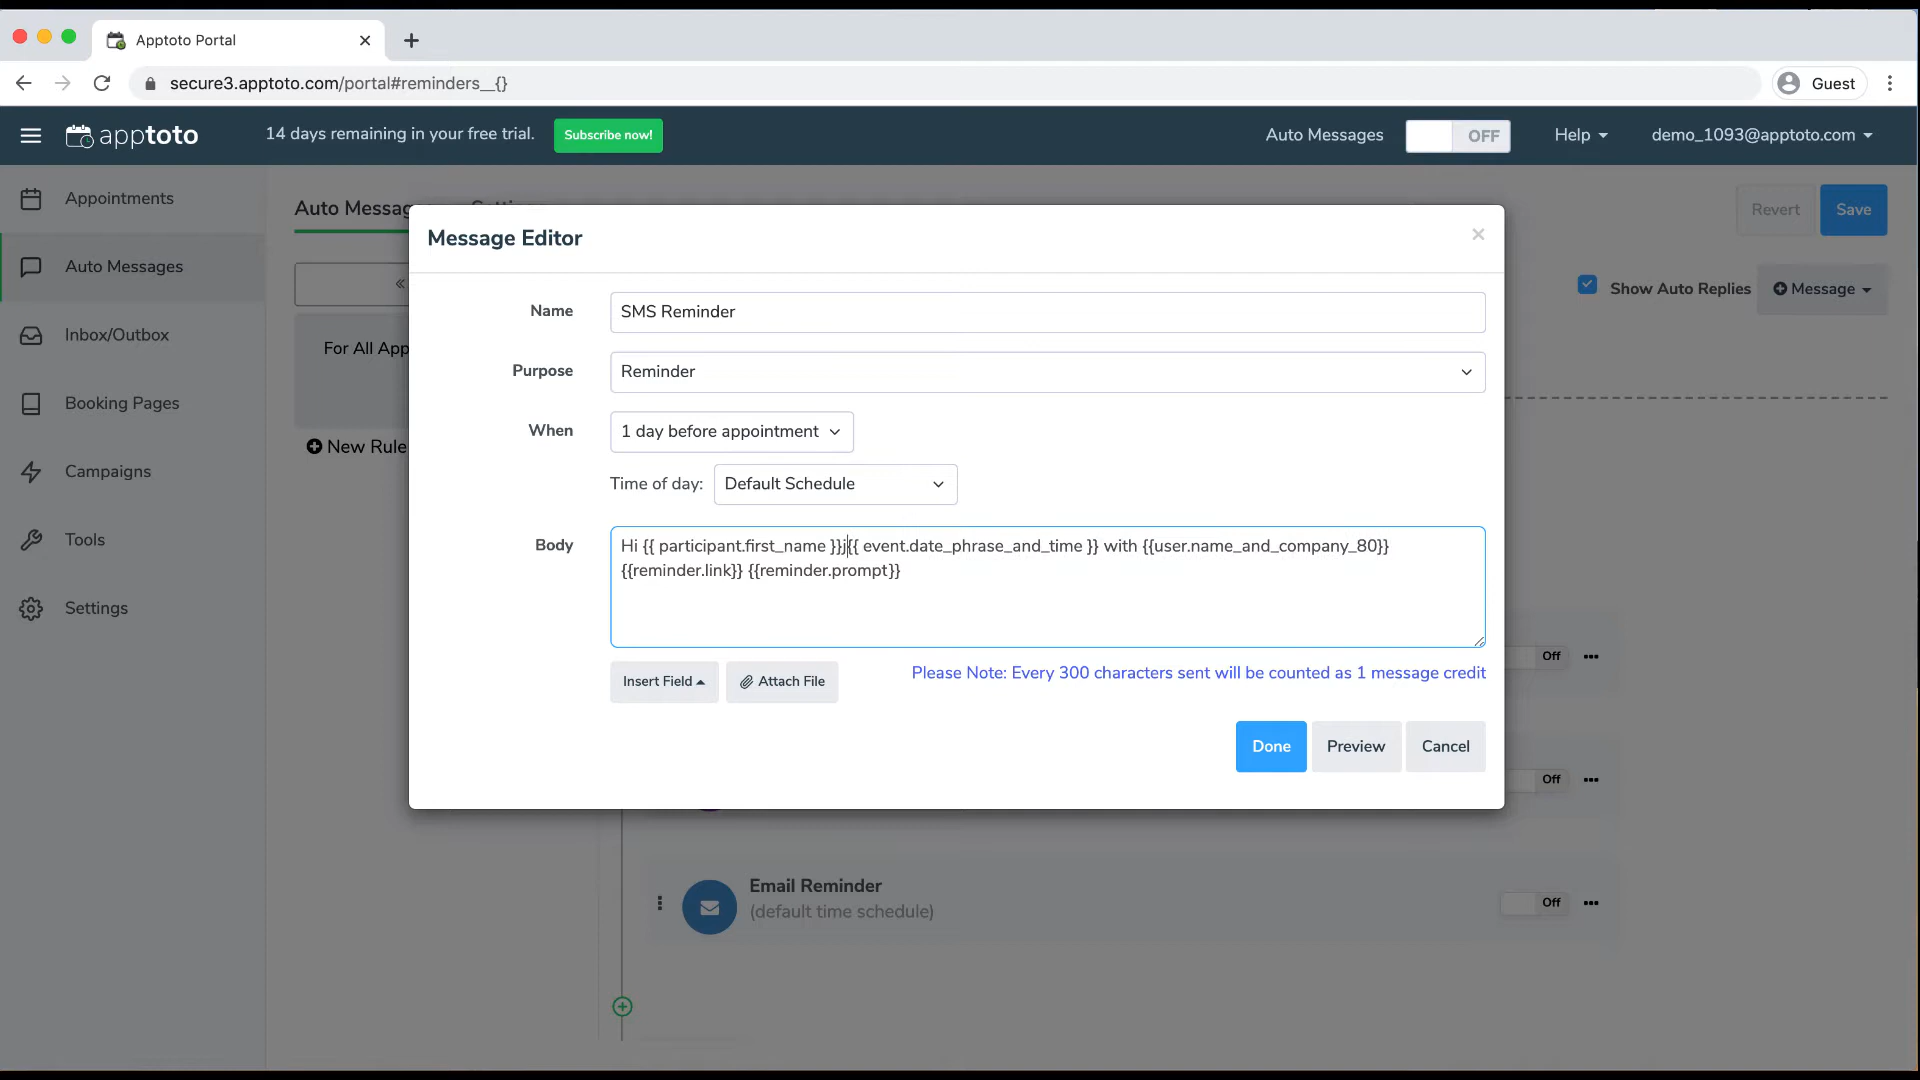 Apptoto Portal
secure3.apptoto.com/portal#reminders__{}
Guest
apptoto
14 days remaining in your free trial.
Subscribe now!
Auto Messages
OFF
Help
demo_1093@apptoto.com
Appointments
Auto Messages
Inbox/Outbox
Booking Pages
Campaigns
Tools
Settings
Auto Messag
Revert
Save
«
Show Auto Replies
Message
For All App
New Rule
Message Editor
×
Name
SMS Reminder
Purpose
Reminder
When
1 day before appointment
Time of day:
Default Schedule
Body
Hi {{ participant.first_name }}j{{ event.date_phrase_and_time }} with {{user.name_and_company_80}}
{{reminder.link}} {{reminder.prompt}}
Insert Field
Attach File
Please Note: Every 300 characters sent will be counted as 1 message credit
Done
Preview
Cancel
Off
Off
Email Reminder
(default time schedule)
Off